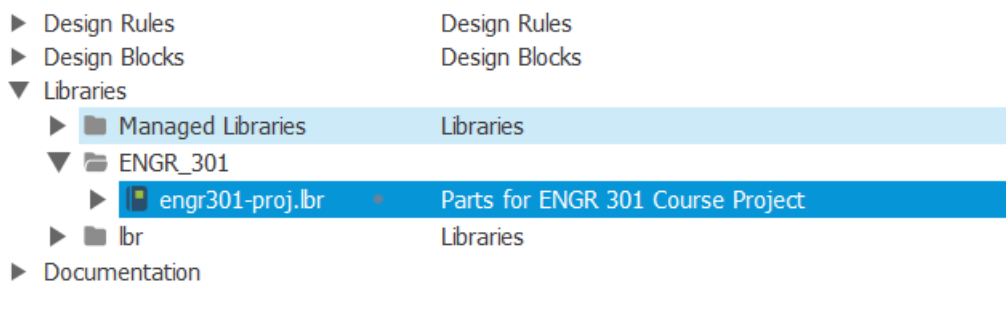 Design Rules Design Rules
Design Blocks Design Blocks
Libraries
Managed Libraries Libraries
ENGR_301
engr301-proj.lbr Parts for ENGR 301 Course Project
lbr Libraries
Documentation